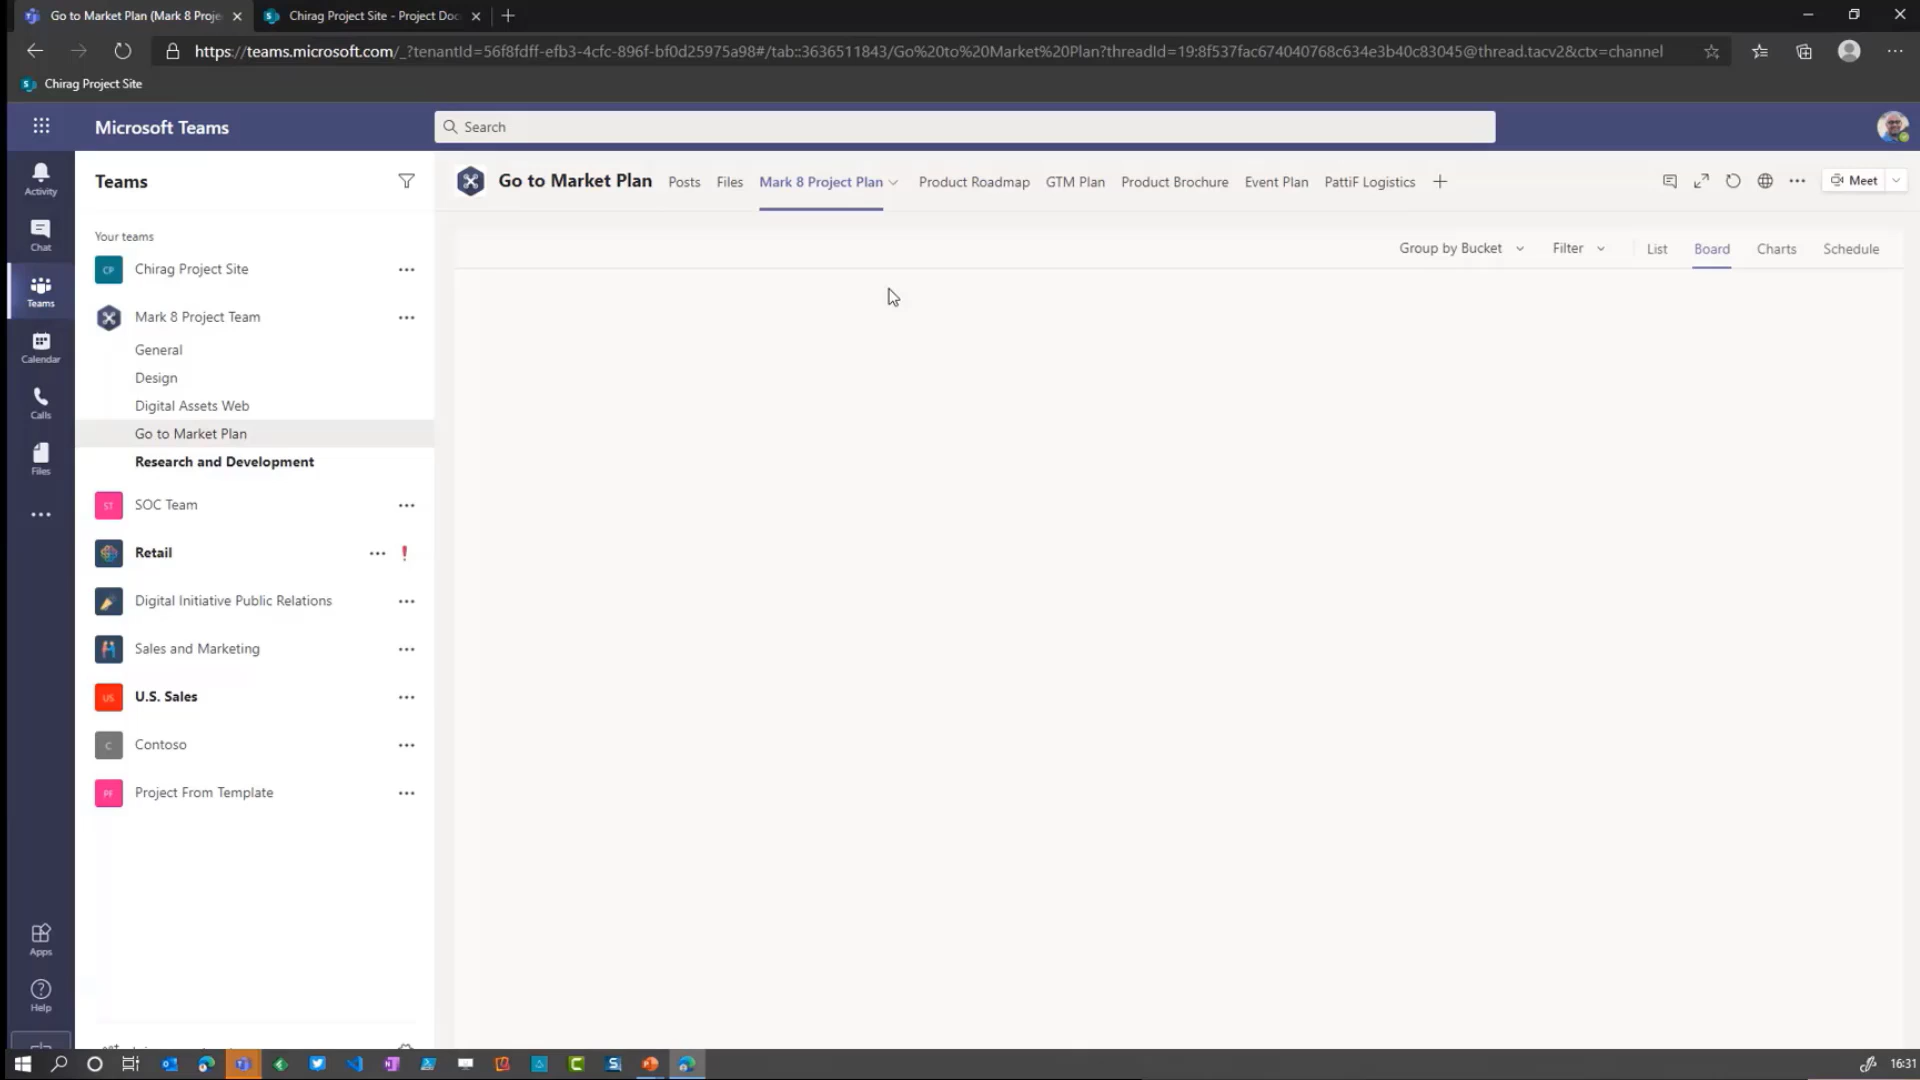 Go to Market Plan (Mark 8 Proje
Chirag Project Site - Project Doc
https://teams.microsoft.com/_?tenantId=56f8fdff-efb3-4cfc-896f-bf0d25975a98#/tab::3636511843/Go%20to%20Market%20Plan?threadId=19:8f537fac674040768c634e3b40c83045@thread.tacv2&ctx=channel
Chirag Project Site
Microsoft Teams
Search
Activity
Chat
Teams
Calendar
Calls
Files
Apps
Help
Teams
Your teams
CP Chirag Project Site
Mark 8 Project Team
General
Design
Digital Assets Web
Go to Market Plan
Research and Development
ST SOC Team
Retail
Digital Initiative Public Relations
Sales and Marketing
US U.S. Sales
C Contoso
PF Project From Template
Go to Market Plan Posts Files Mark 8 Project Plan Product Roadmap GTM Plan Product Brochure Event Plan PattiF Logistics
Meet
Group by Bucket Filter List Board Charts Schedule
16:31